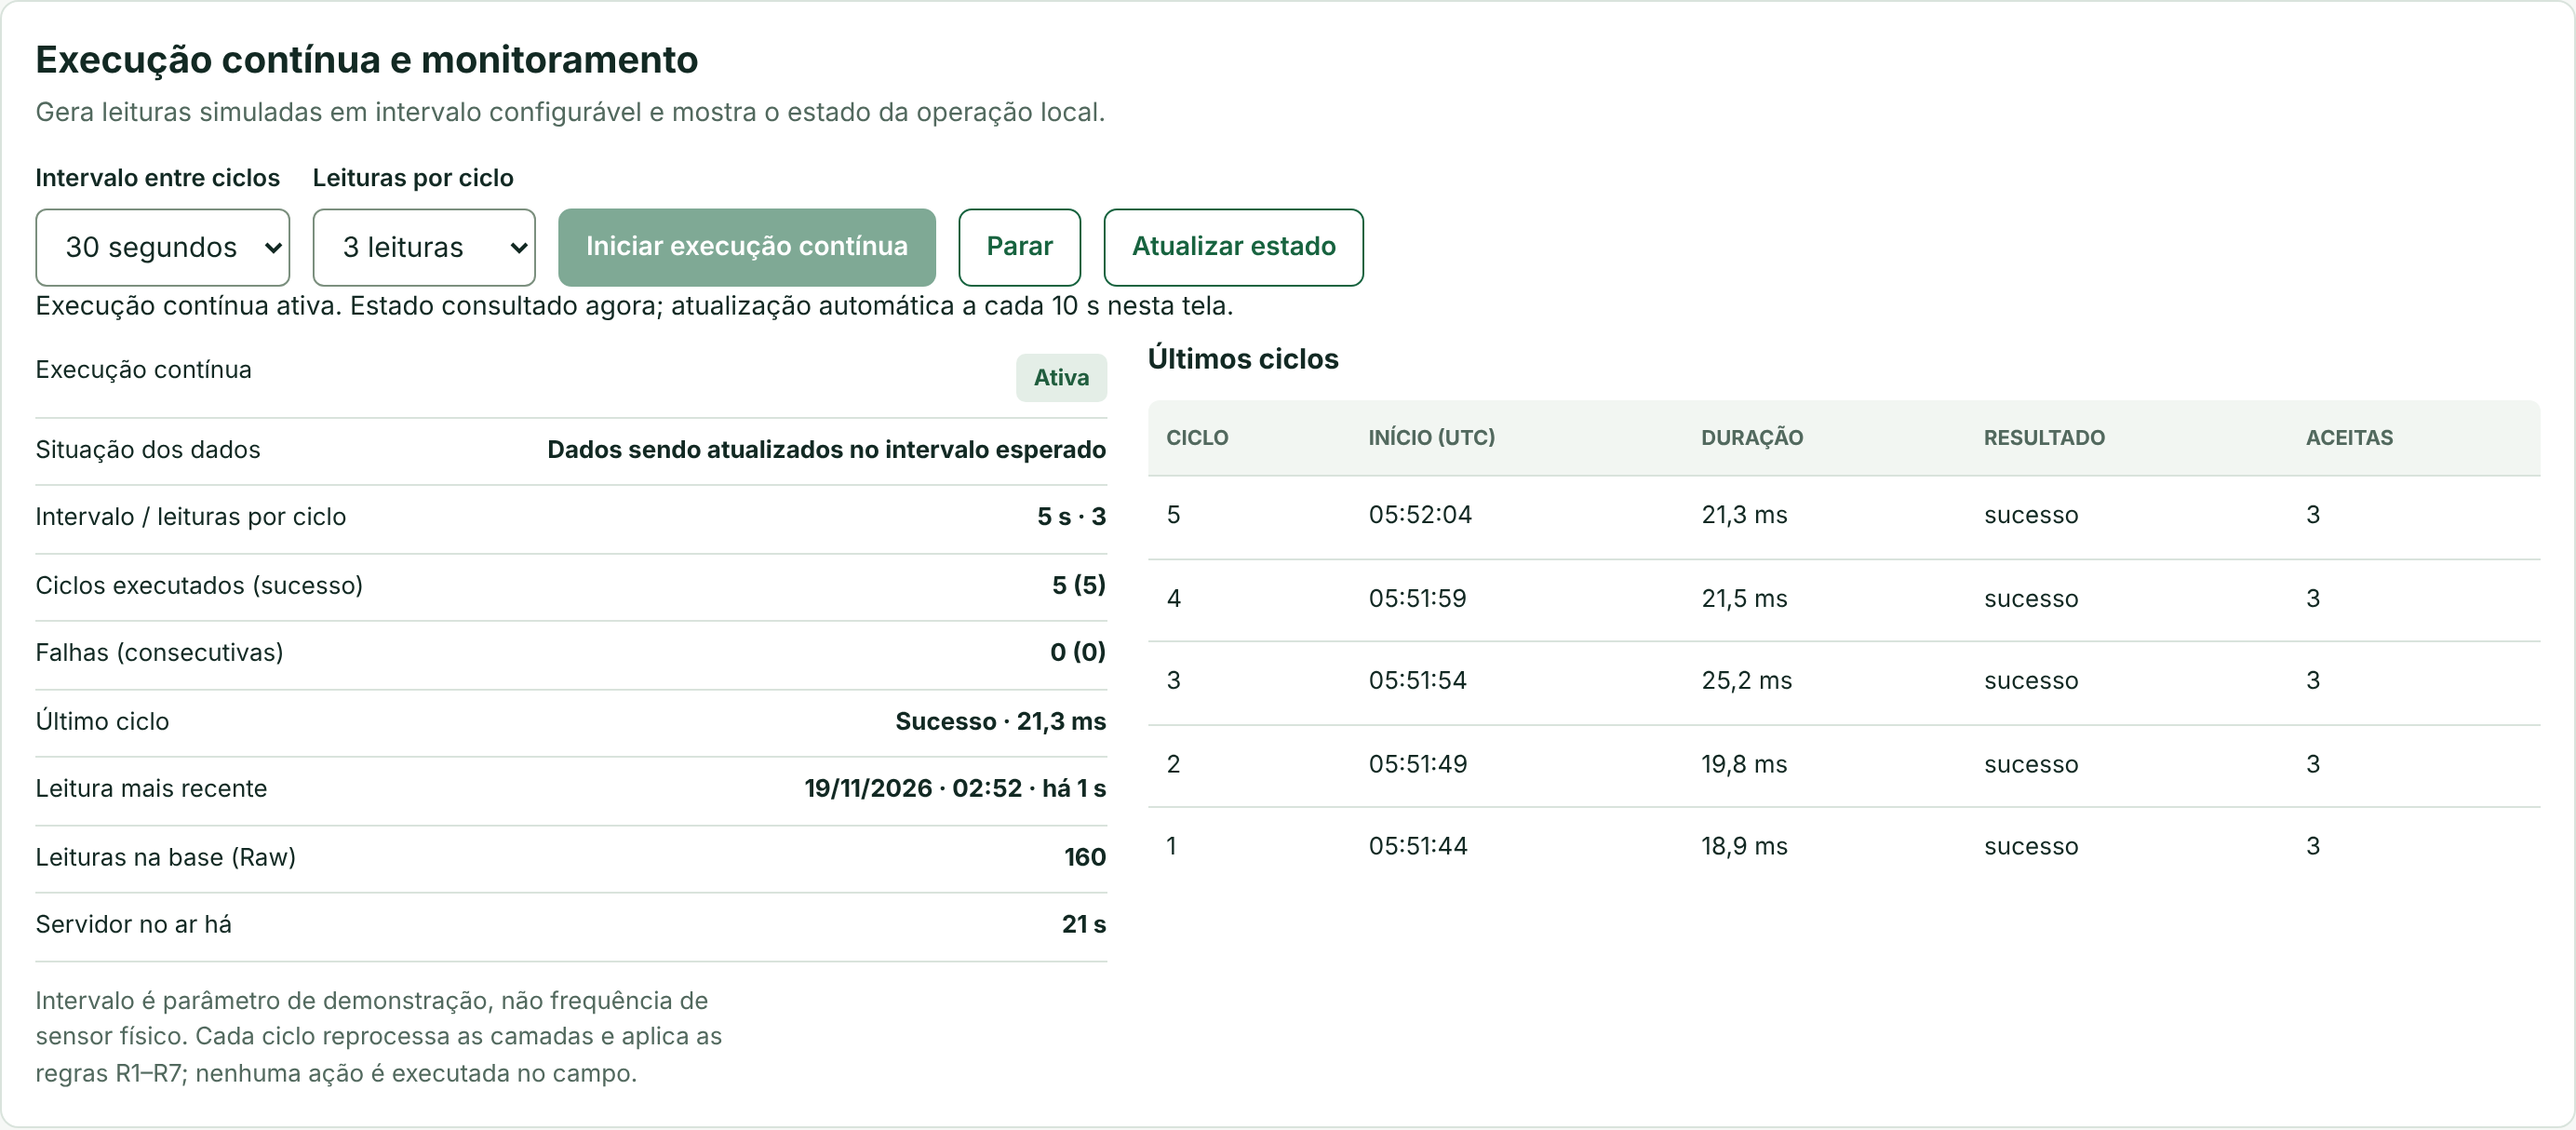 Execução contínua e monitoramento
Gera leituras simuladas em intervalo configurável e mostra o estado da operação local.
Intervalo entre ciclos Leituras por ciclo
30 segundos 3 leituras Iniciar execução contínua Parar Atualizar estado
Execução contínua ativa. Estado consultado agora; atualização automática a cada 10 s nesta tela.
Execução contínua Ativa
Situação dos dados Dados sendo atualizados no intervalo esperado
Intervalo / leituras por ciclo 5 s · 3
Ciclos executados (sucesso) 5 (5)
Falhas (consecutivas) 0 (0)
Último ciclo Sucesso · 21,3 ms
Leitura mais recente 19/11/2026 · 02:52 · há 1 s
Leituras na base (Raw) 160
Servidor no ar há 21 s
Intervalo é parâmetro de demonstração, não frequência de
sensor físico. Cada ciclo reprocessa as camadas e aplica as
regras R1–R7; nenhuma ação é executada no campo.
Últimos ciclos
CICLO INÍCIO (UTC) DURAÇÃO RESULTADO ACEITAS
5 05:52:04 21,3 ms sucesso 3
4 05:51:59 21,5 ms sucesso 3
3 05:51:54 25,2 ms sucesso 3
2 05:51:49 19,8 ms sucesso 3
1 05:51:44 18,9 ms sucesso 3